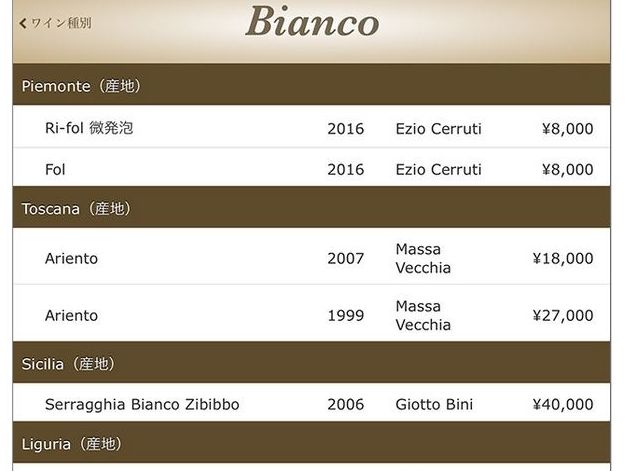 ワイン種別
Bianco
Piemonte（産地）
Ri-fol 微発泡 2016 Ezio Cerruti ¥8,000
Fol 2016 Ezio Cerruti ¥8,000
Toscana（産地）
Ariento 2007 Massa Vecchia ¥18,000
Ariento 1999 Massa Vecchia ¥27,000
Sicilia（産地）
Serragghia Bianco Zibibbo 2006 Giotto Bini ¥40,000
Liguria（産地）